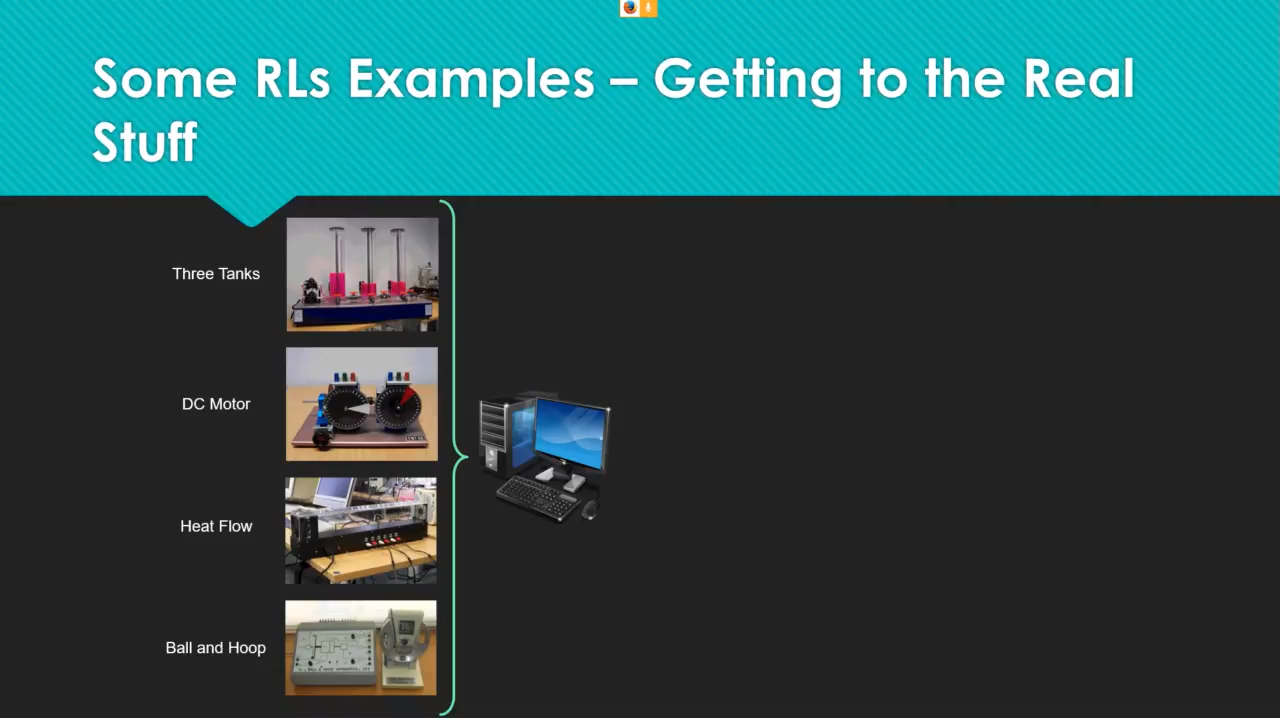 Some RLs Examples – Getting to the Real
Stuff
Three Tanks
DC Motor
Heat Flow
Ball and Hoop